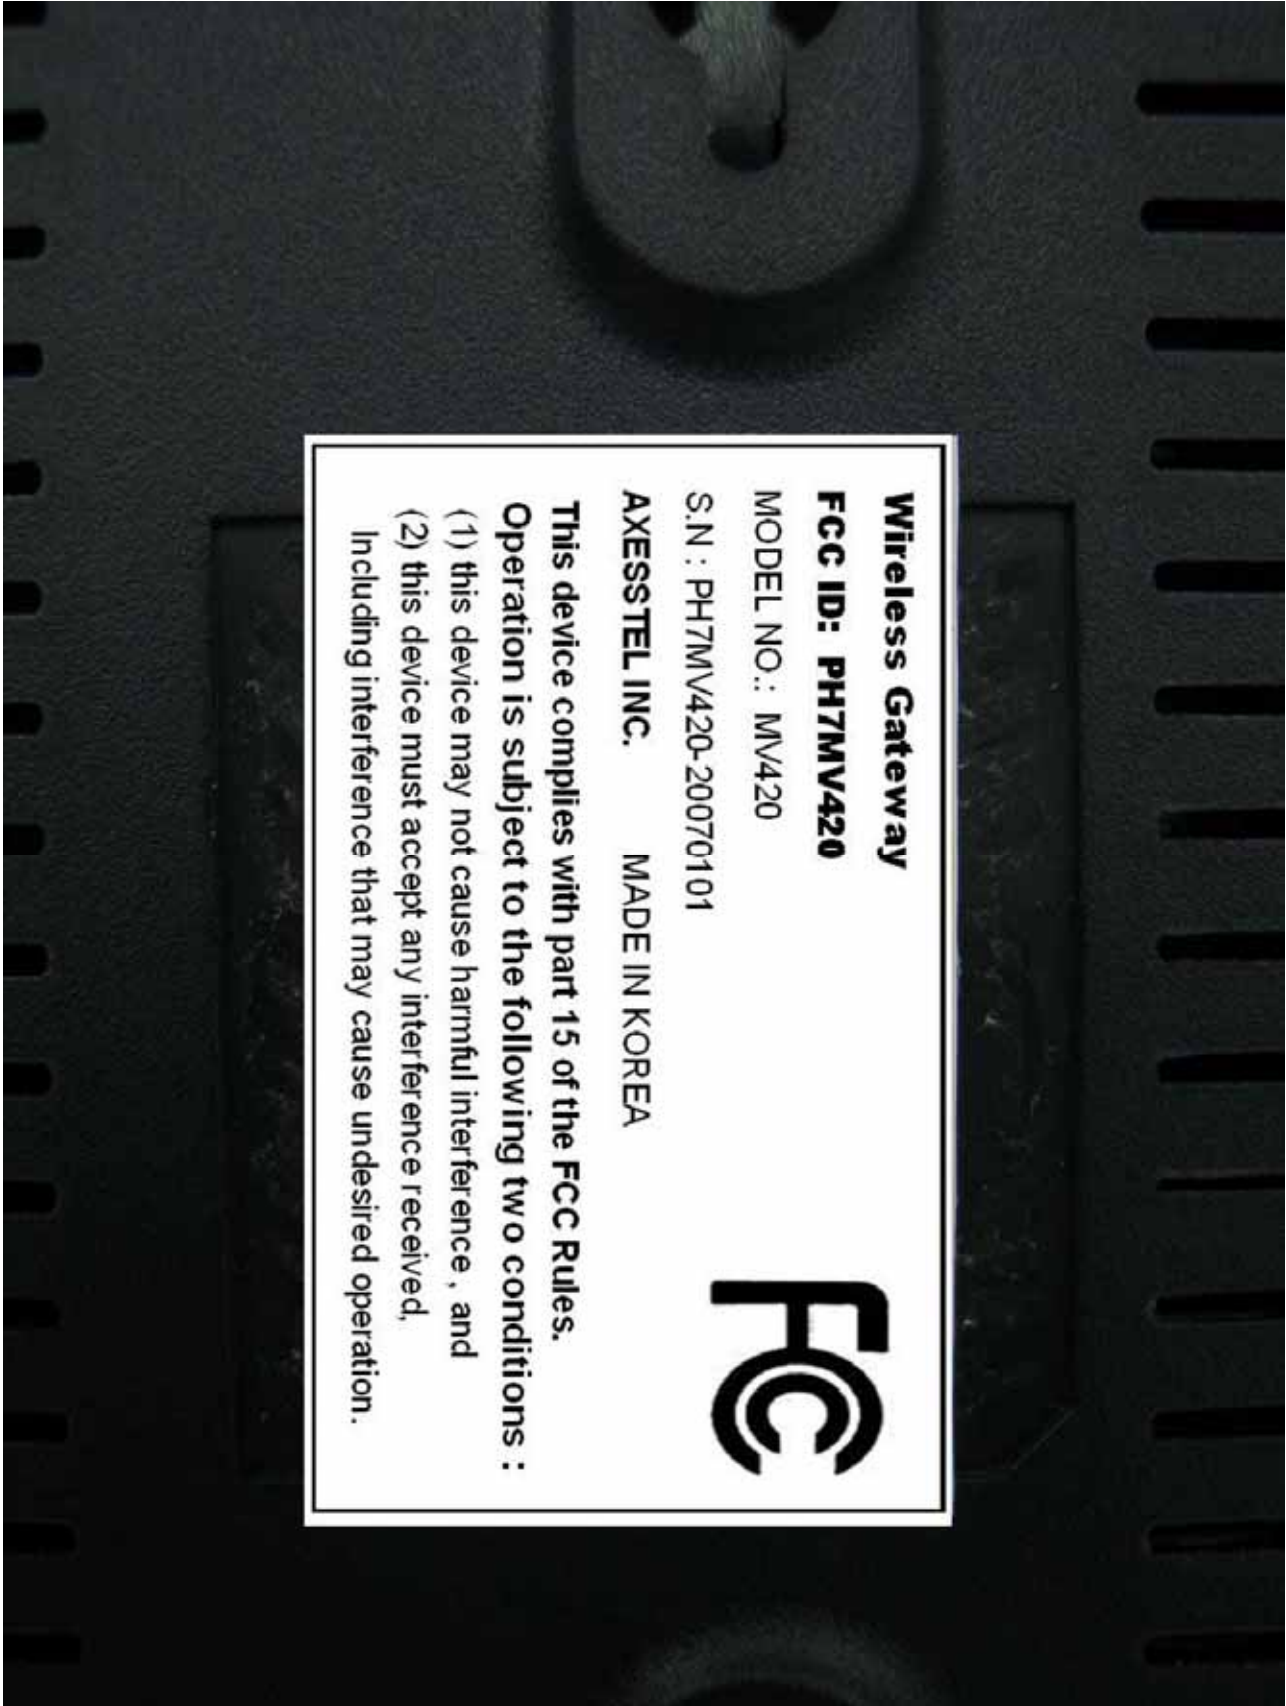 Wireless Gateway
FCC ID: PH7MV420
MODEL NO.: MV420
S.N : PH7MV420-20070101
AXESSTEL INC. MADE IN KOREA
This device complies with part 15 of the FCC Rules.
Operation is subject to the following two conditions :
(1) this device may not cause harmful interference , and
(2) this device must accept any interference received,
Including interference that may cause undesired operation.
FC